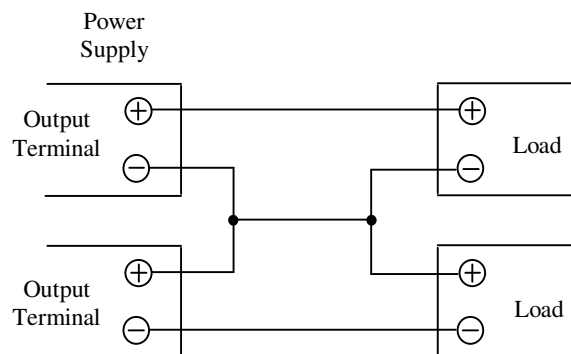 Power
Supply
Output
Terminal
+
−
Load
+
−
Output
Terminal
+
−
Load
+
−